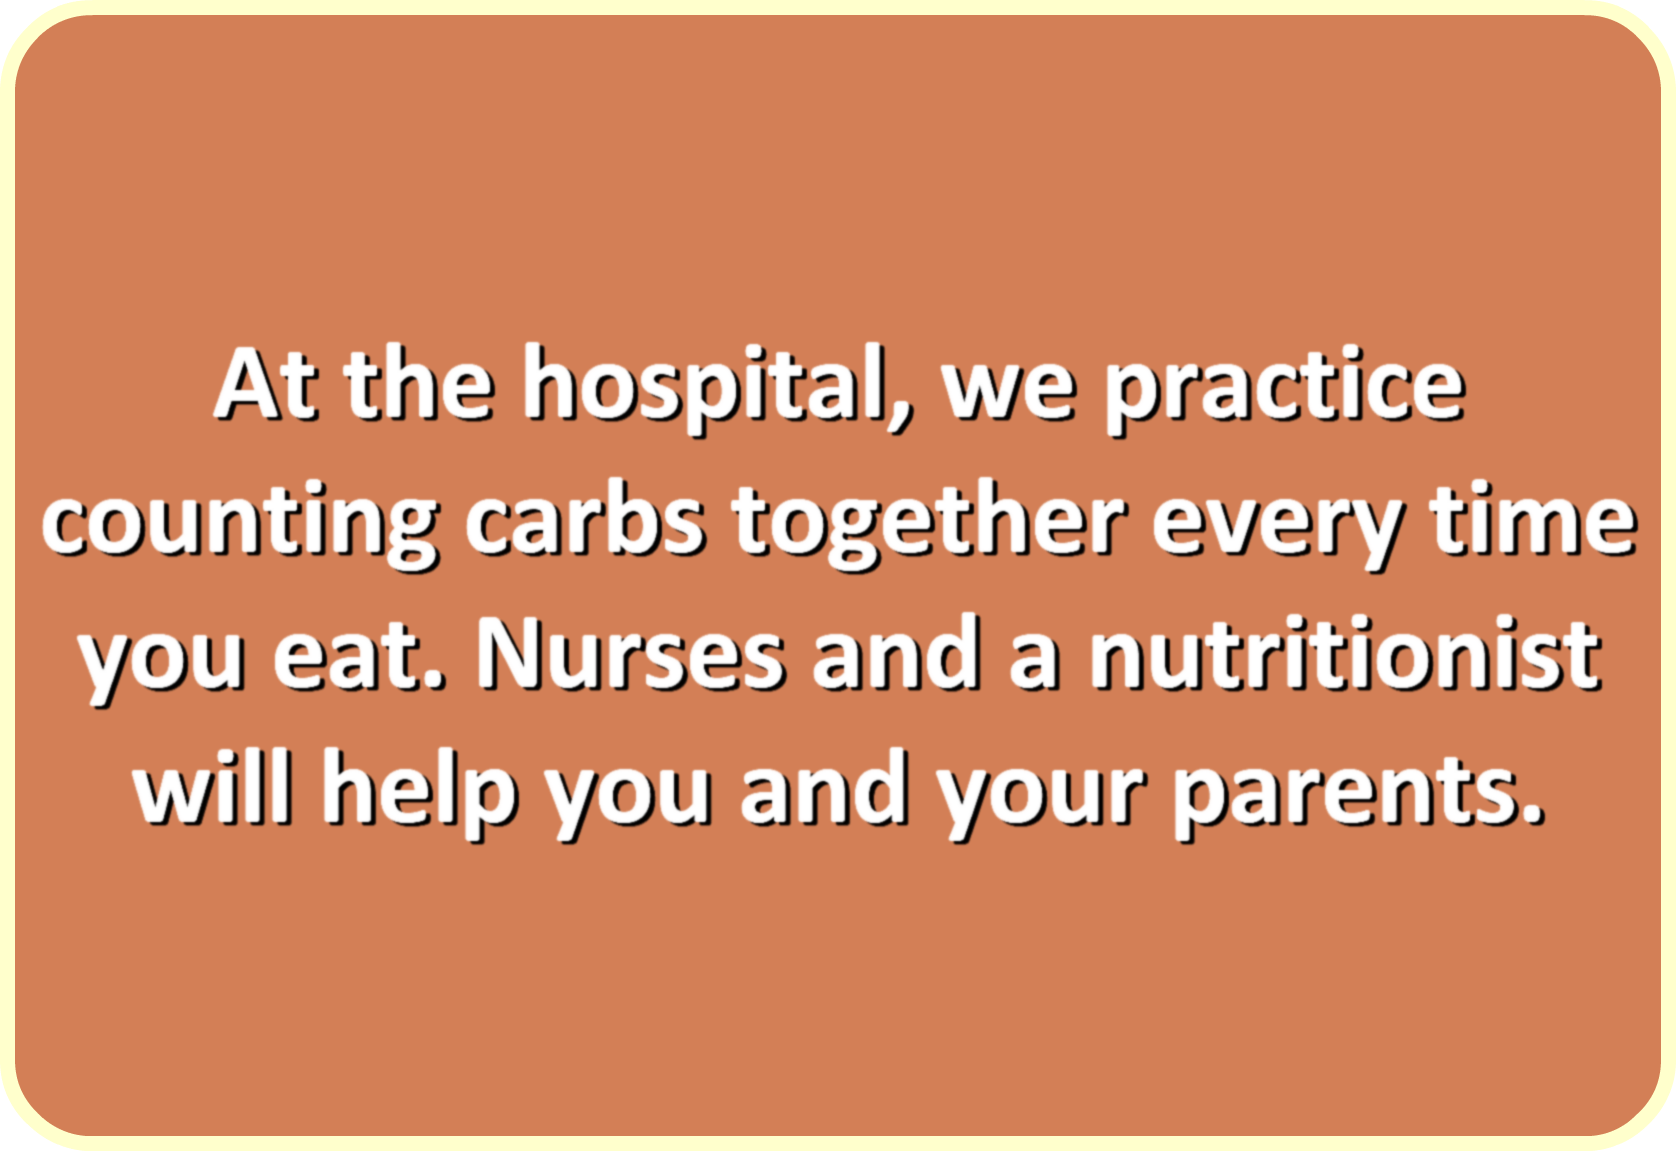 At the hospital, we practice
counting carbs together every time
you eat. Nurses and a nutritionist
will help you and your parents.